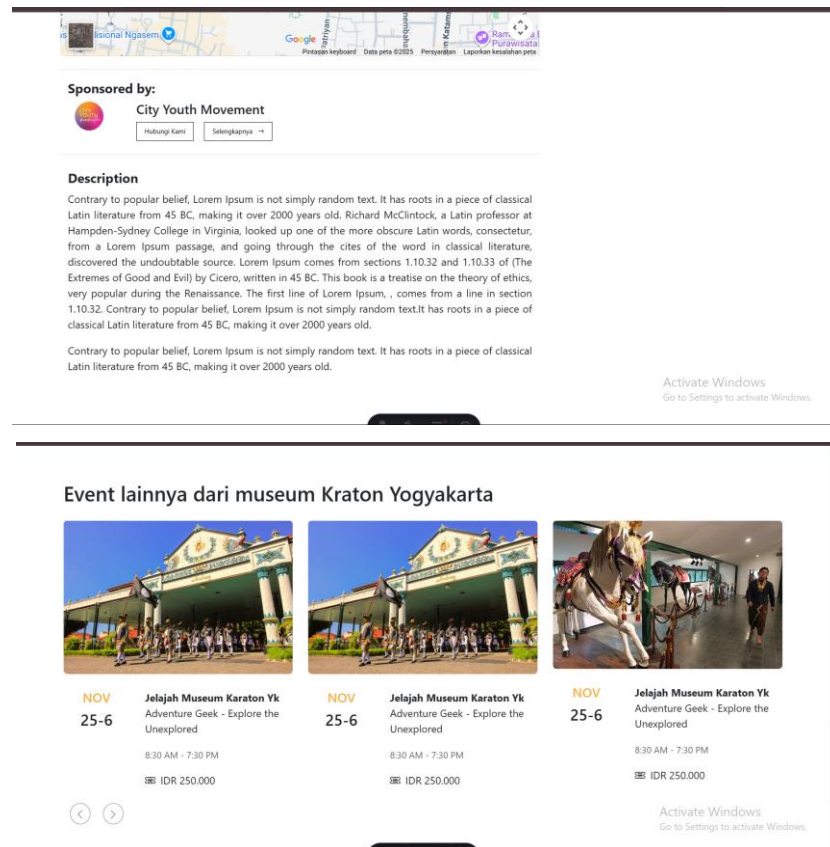 isional Ngasem
Google
Pintasan keyboard Data peta ©2025 Persyaratan Laporkan kesalahan peta
Purawisata
Sponsored by:
City Youth Movement
Hubungi Kami Selengkapnya →
Description
Contrary to popular belief, Lorem Ipsum is not simply random text. It has roots in a piece of classical
Latin literature from 45 BC, making it over 2000 years old. Richard McClintock, a Latin professor at
Hampden-Sydney College in Virginia, looked up one of the more obscure Latin words, consectetur,
from a Lorem Ipsum passage, and going through the cites of the word in classical literature,
discovered the undoubtable source. Lorem Ipsum comes from sections 1.10.32 and 1.10.33 of (The
Extremes of Good and Evil) by Cicero, written in 45 BC. This book is a treatise on the theory of ethics,
very popular during the Renaissance. The first line of Lorem Ipsum, , comes from a line in section
1.10.32. Contrary to popular belief, Lorem Ipsum is not simply random text.It has roots in a piece of
classical Latin literature from 45 BC, making it over 2000 years old.
Contrary to popular belief, Lorem Ipsum is not simply random text. It has roots in a piece of classical
Latin literature from 45 BC, making it over 2000 years old.
Activate Windows
Go to Settings to activate Windows.
Event lainnya dari museum Kraton Yogyakarta
NOV
25-6
Jelajah Museum Karaton Yk
Adventure Geek - Explore the
Unexplored
8:30 AM - 7:30 PM
IDR 250.000
NOV
25-6
Jelajah Museum Karaton Yk
Adventure Geek - Explore the
Unexplored
8:30 AM - 7:30 PM
IDR 250.000
NOV
25-6
Jelajah Museum Karaton Yk
Adventure Geek - Explore the
Unexplored
8:30 AM - 7:30 PM
IDR 250.000
Activate Windows
Go to Settings to activate Windows.